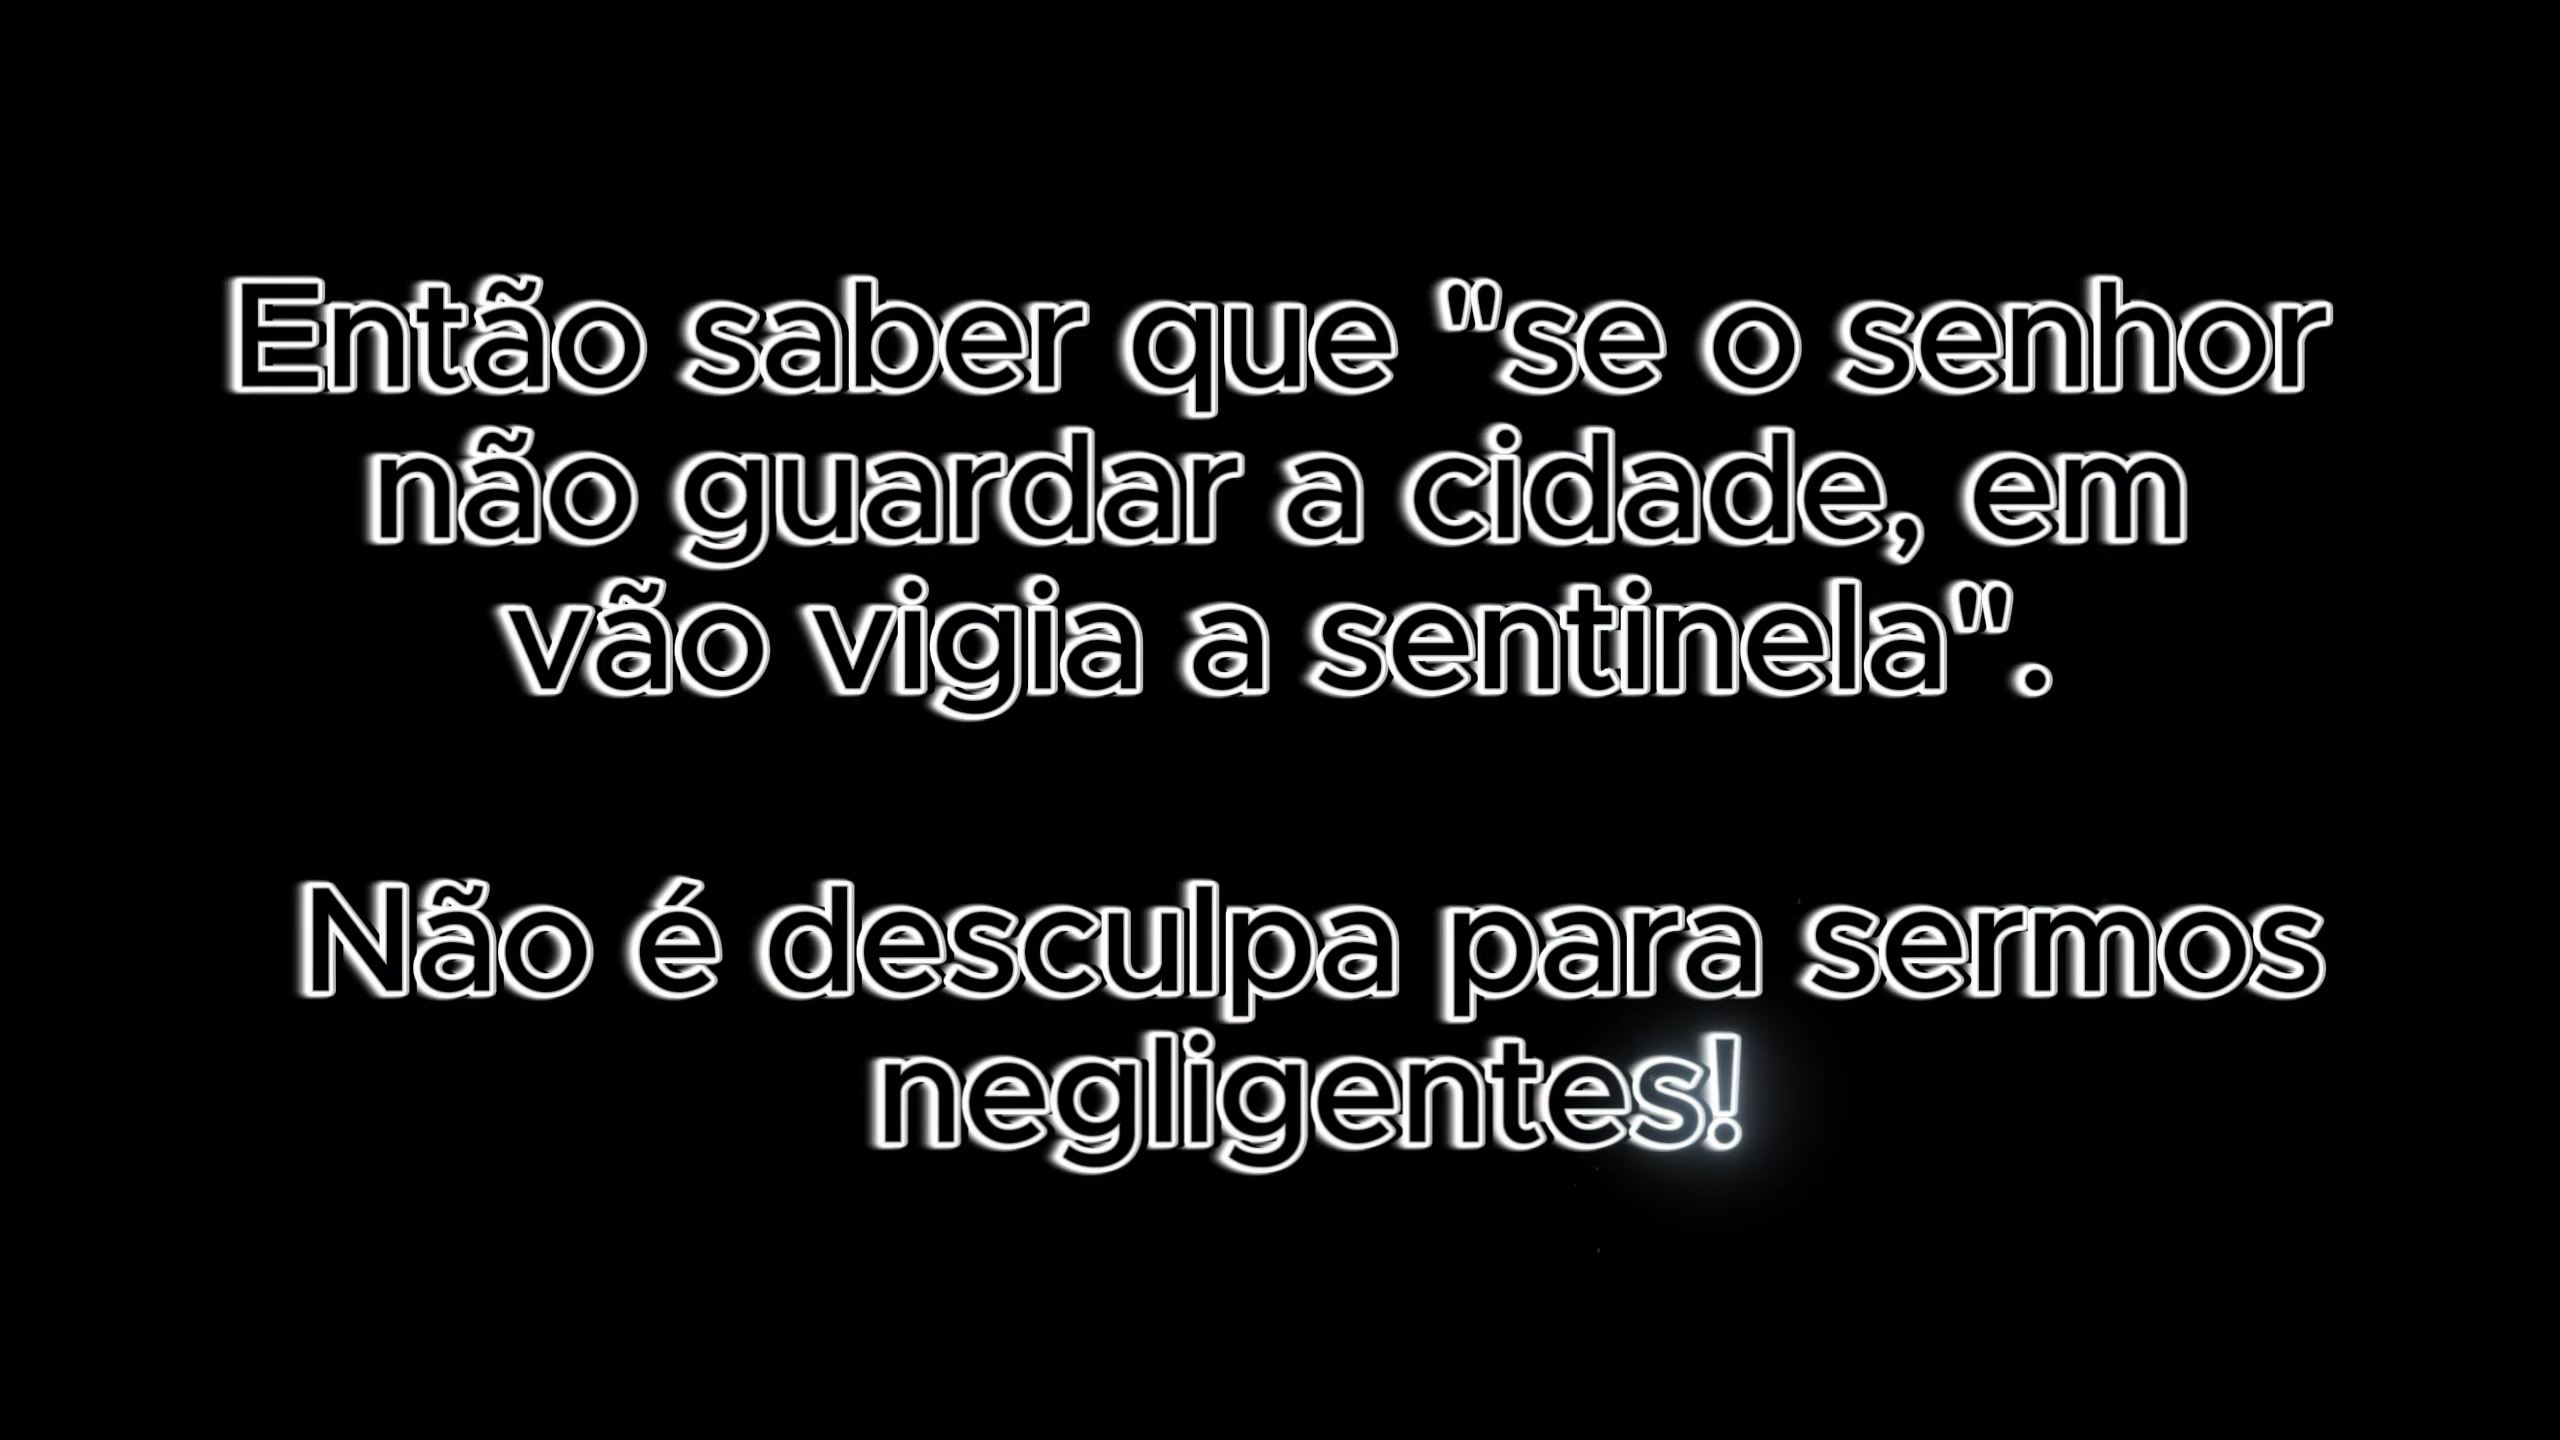 Então saber que "se o senhor
não guardar a cidade, em
vão vigia a sentinela".
Não é desculpa para sermos
negligentes!